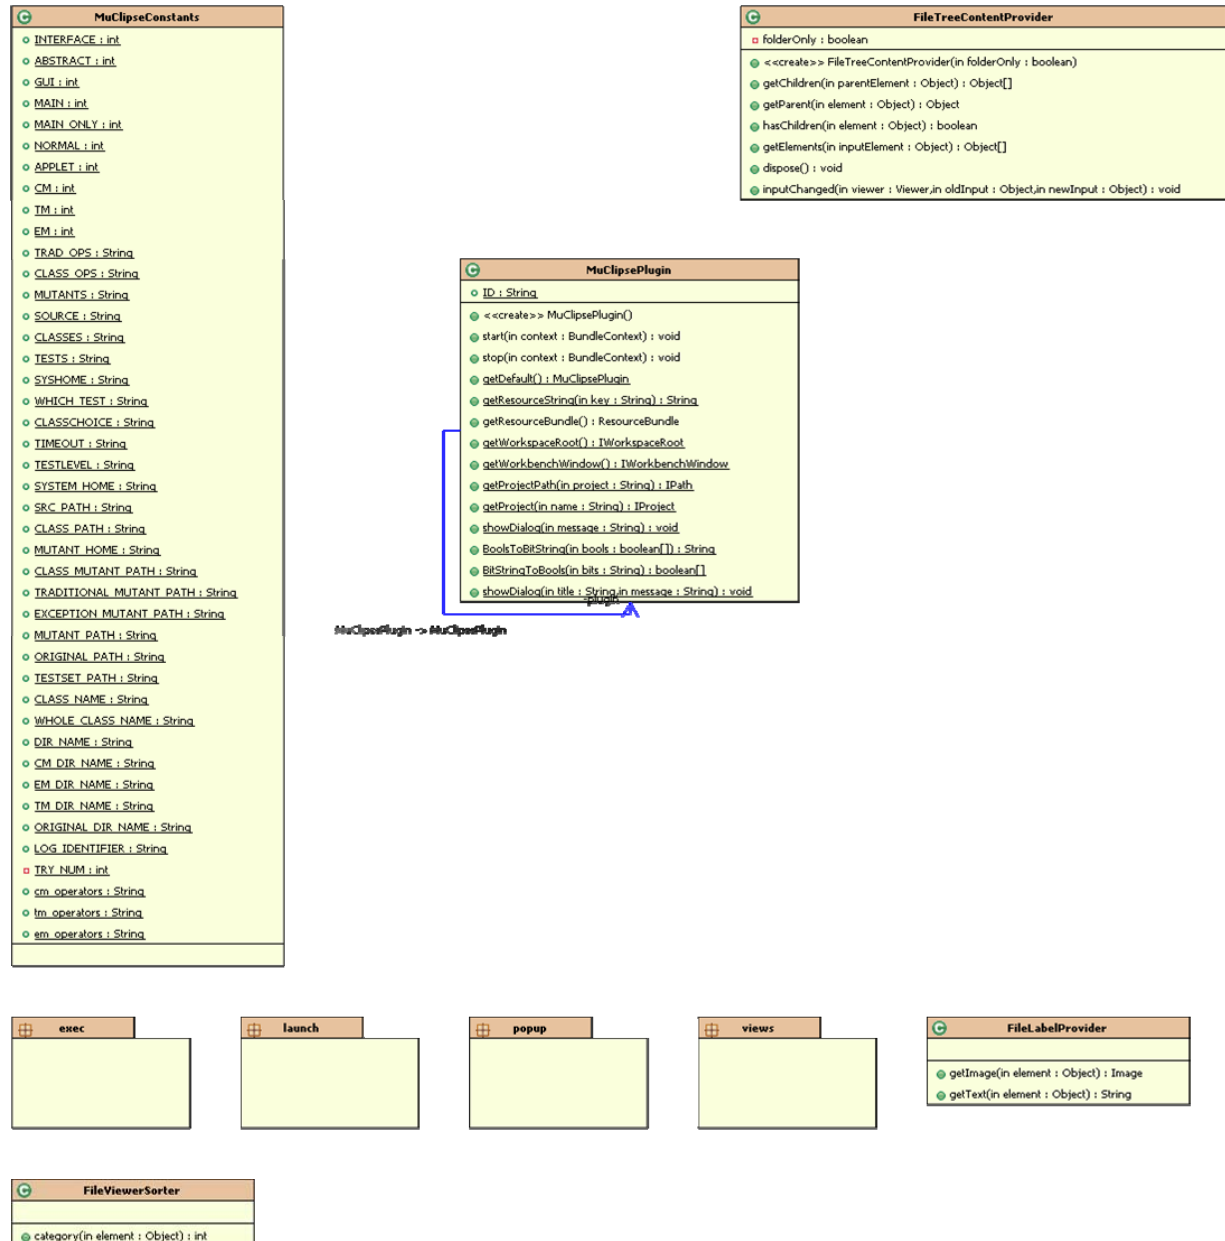 MuClipseConstants
INTERFACE : int
ABSTRACT : int
GUI : int
MAIN : int
MAIN_ONLY : int
NORMAL : int
APPLET : int
CM : int
TM : int
EM : int
TRAD_OPS : String
CLASS_OPS : String
MUTANTS : String
SOURCE : String
CLASSES : String
TESTS : String
SYSHOME : String
WHICH_TEST : String
CLASSCHOICE : String
TIMEOUT : String
TESTLEVEL : String
SYSTEM_HOME : String
SRC_PATH : String
CLASS_PATH : String
MUTANT_HOME : String
CLASS_MUTANT_PATH : String
TRADITIONAL_MUTANT_PATH : String
EXCEPTION_MUTANT_PATH : String
MUTANT_PATH : String
ORIGINAL_PATH : String
TESTSET_PATH : String
CLASS_NAME : String
WHOLE_CLASS_NAME : String
DIR_NAME : String
CM_DIR_NAME : String
EM_DIR_NAME : String
TM_DIR_NAME : String
ORIGINAL_DIR_NAME : String
LOG_IDENTIFIER : String
TRY_NUM : int
cm_operators : String
tm_operators : String
em_operators : String
FileTreeContentProvider
folderOnly : boolean
<<create>> FileTreeContentProvider(in folderOnly : boolean)
getChildren(in parentElement : Object) : Object[]
getParent(in element : Object) : Object
hasChildren(in element : Object) : boolean
getElements(in inputElement : Object) : Object[]
dispose() : void
inputChanged(in viewer : Viewer,in oldInput : Object,in newInput : Object) : void
MuClipsePlugin
ID : String
<<create>> MuClipsePlugin()
start(in context : BundleContext) : void
stop(in context : BundleContext) : void
getDefault() : MuClipsePlugin
getResourceString(in key : String) : String
getResourceBundle() : ResourceBundle
getWorkspaceRoot() : IWorkspaceRoot
getWorkbenchWindow() : IWorkbenchWindow
getProjectPath(in project : String) : IPath
getProject(in name : String) : IProject
showDialog(in message : String) : void
BoolsToBitString(in bools : boolean[]) : String
BitStringToBools(in bits : String) : boolean[]
showDialog(in title : String,in message : String) : void
-plugin
MuClipsePlugin -> MuClipsePlugin
exec
launch
popup
views
FileLabelProvider
getImage(in element : Object) : Image
getText(in element : Object) : String
FileViewerSorter
category(in element : Object) : int